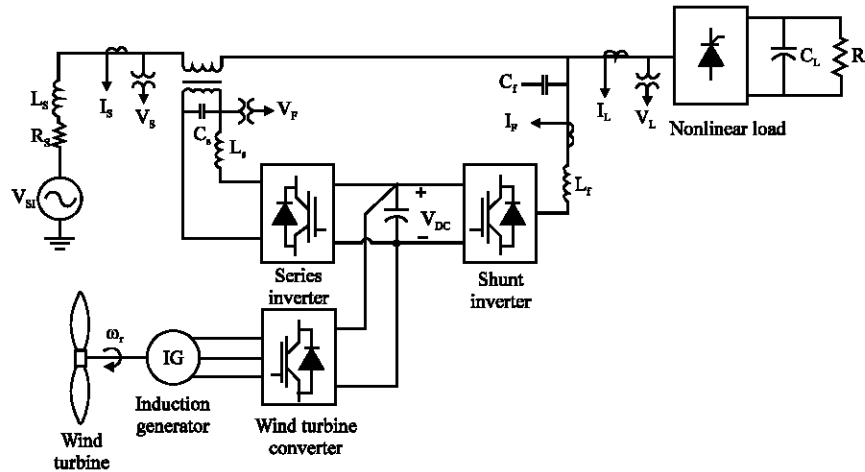 L_S
R_S
V_SI
I_S
V_S
V_F
C_s
L_s
C_f
I_F
I_L
V_L
L_f
C_L
R
Nonlinear load
+
V_DC
−
Series
inverter
Shunt
inverter
ω_r
IG
Induction
generator
Wind turbine
converter
Wind
turbine